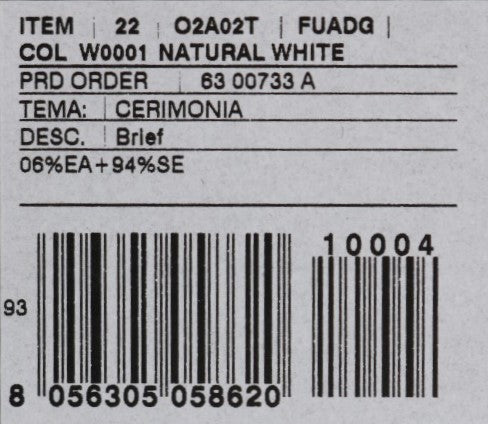 ITEM | 22 | O2A02T | FUADG |
COL W0001 NATURAL WHITE
PRD ORDER | 63 00733 A
TEMA: | CERIMONIA
DESC. | Brief
06%EA+94%SE
10004
93
8 056305 058620